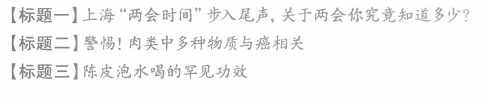 【标题一】上海“两会时间”步入尾声，关于两会你究竟知道多少？
【标题二】警惕！肉类中多种物质与癌相关
【标题三】陈皮泡水喝的罕见功效